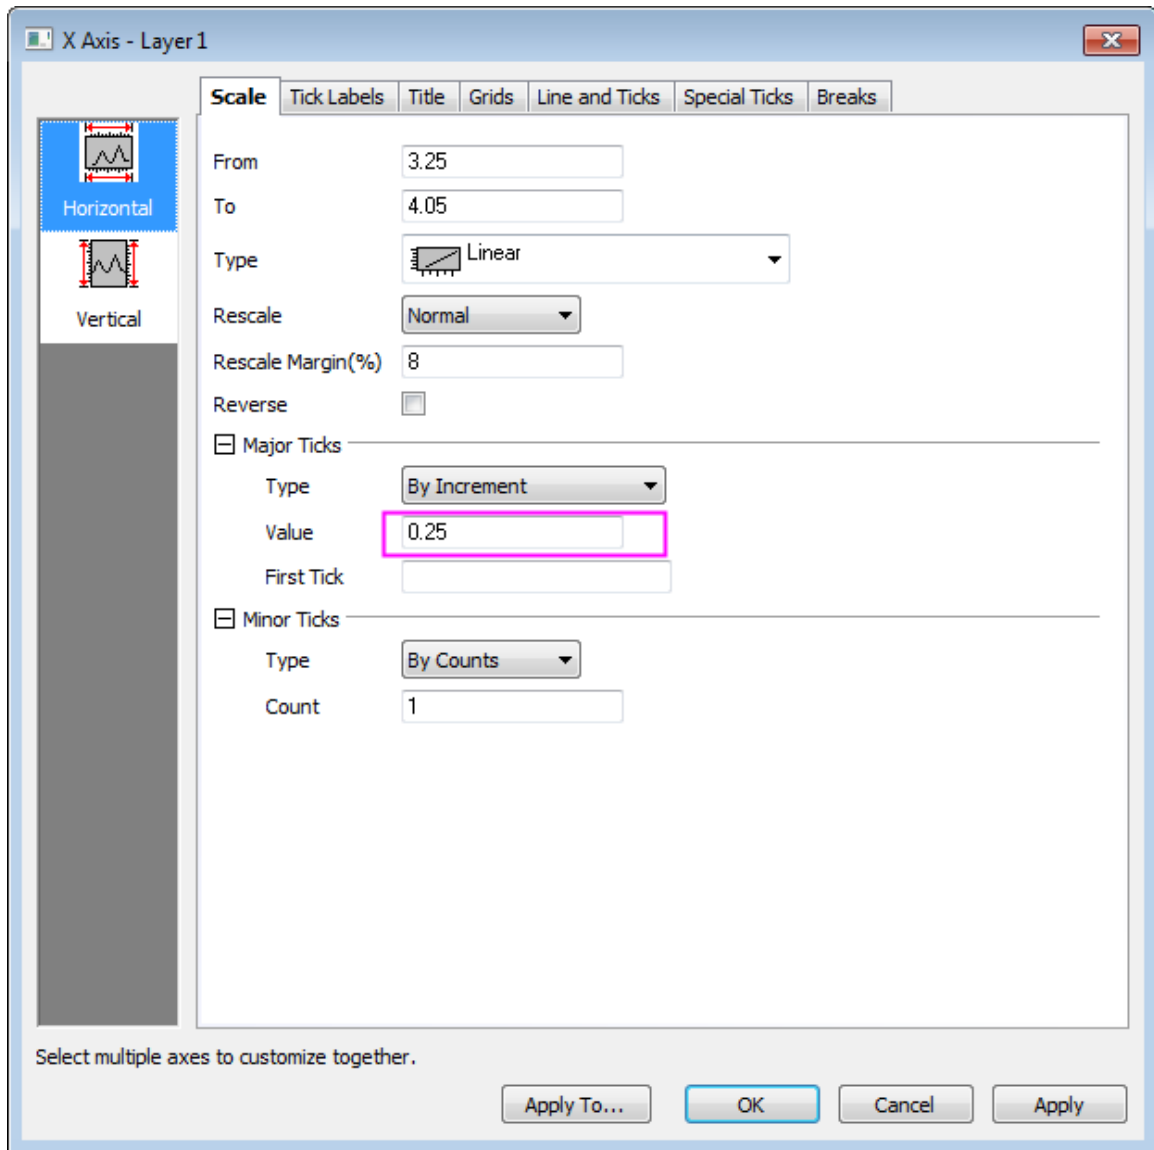 X Axis - Layer1
Scale Tick Labels Title Grids Line and Ticks Special Ticks Breaks
Horizontal
Vertical
From 3.25
To 4.05
Type Linear
Rescale Normal
Rescale Margin(%) 8
Reverse
Major Ticks
Type By Increment
Value 0.25
First Tick
Minor Ticks
Type By Counts
Count 1
Select multiple axes to customize together.
Apply To... OK Cancel Apply